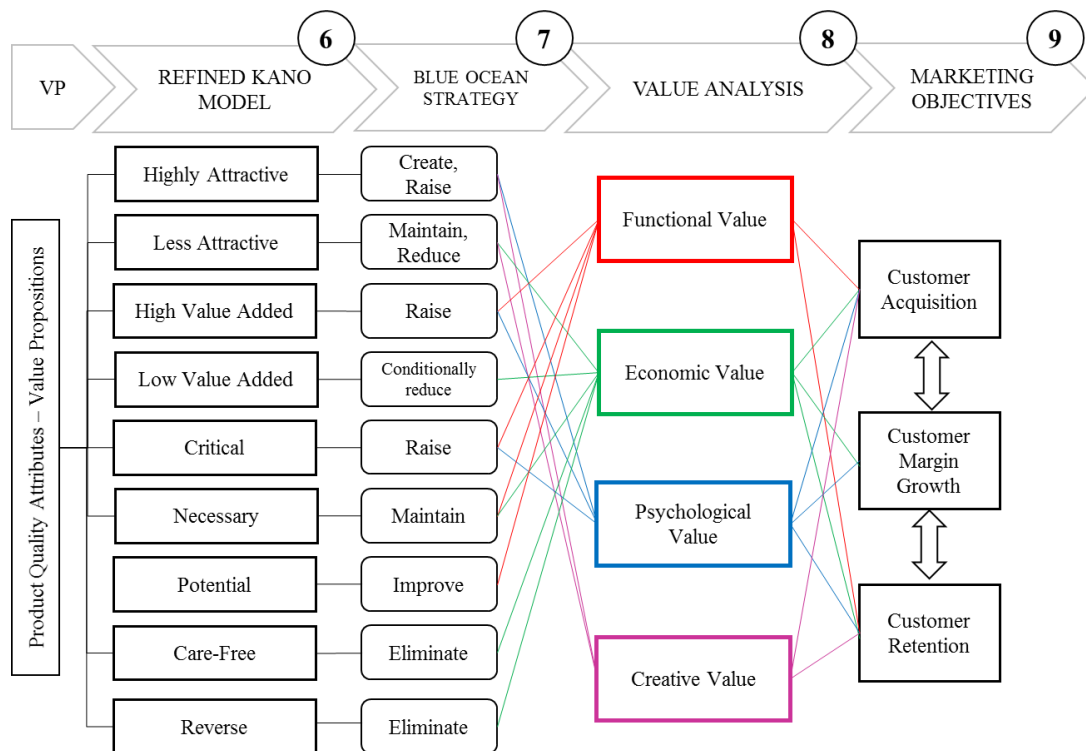 6
7
8
9
VP
REFINED KANO
MODEL
BLUE OCEAN
STRATEGY
VALUE ANALYSIS
MARKETING
OBJECTIVES
Product Quality Attributes – Value Propositions
Highly Attractive
Less Attractive
High Value Added
Low Value Added
Critical
Necessary
Potential
Care-Free
Reverse
Create,
Raise
Maintain,
Reduce
Raise
Conditionally
reduce
Raise
Maintain
Improve
Eliminate
Eliminate
Functional Value
Economic Value
Psychological
Value
Creative Value
Customer
Acquisition
Customer
Margin
Growth
Customer
Retention